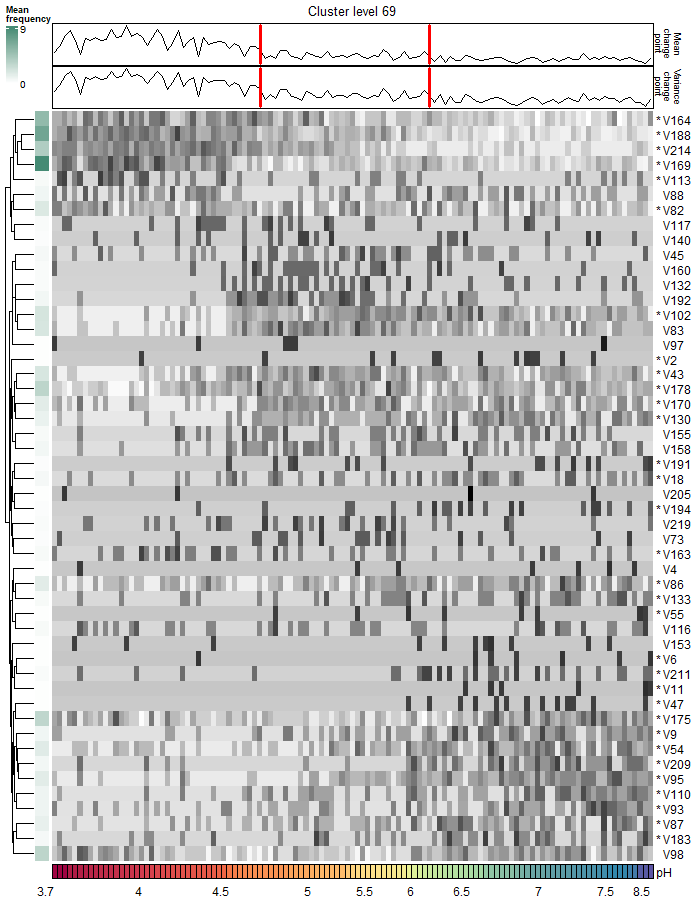 Mean
frequency
9
0
Cluster level 69
Mean
change
point
Variance
change
point
* V164
* V188
* V214
* V169
* V113
V88
* V82
V117
V140
V45
V160
V132
V192
* V102
V83
V97
* V2
* V43
* V178
* V170
* V130
V155
V158
* V191
* V18
V205
* V194
V219
V73
* V163
V4
* V86
* V133
* V55
V116
V153
* V6
* V211
* V11
* V47
* V175
* V9
* V54
* V209
* V95
* V110
* V93
* V87
* V183
V98
pH
3.7 4 4.5 5 5.5 6 6.5 7 7.5 8.5